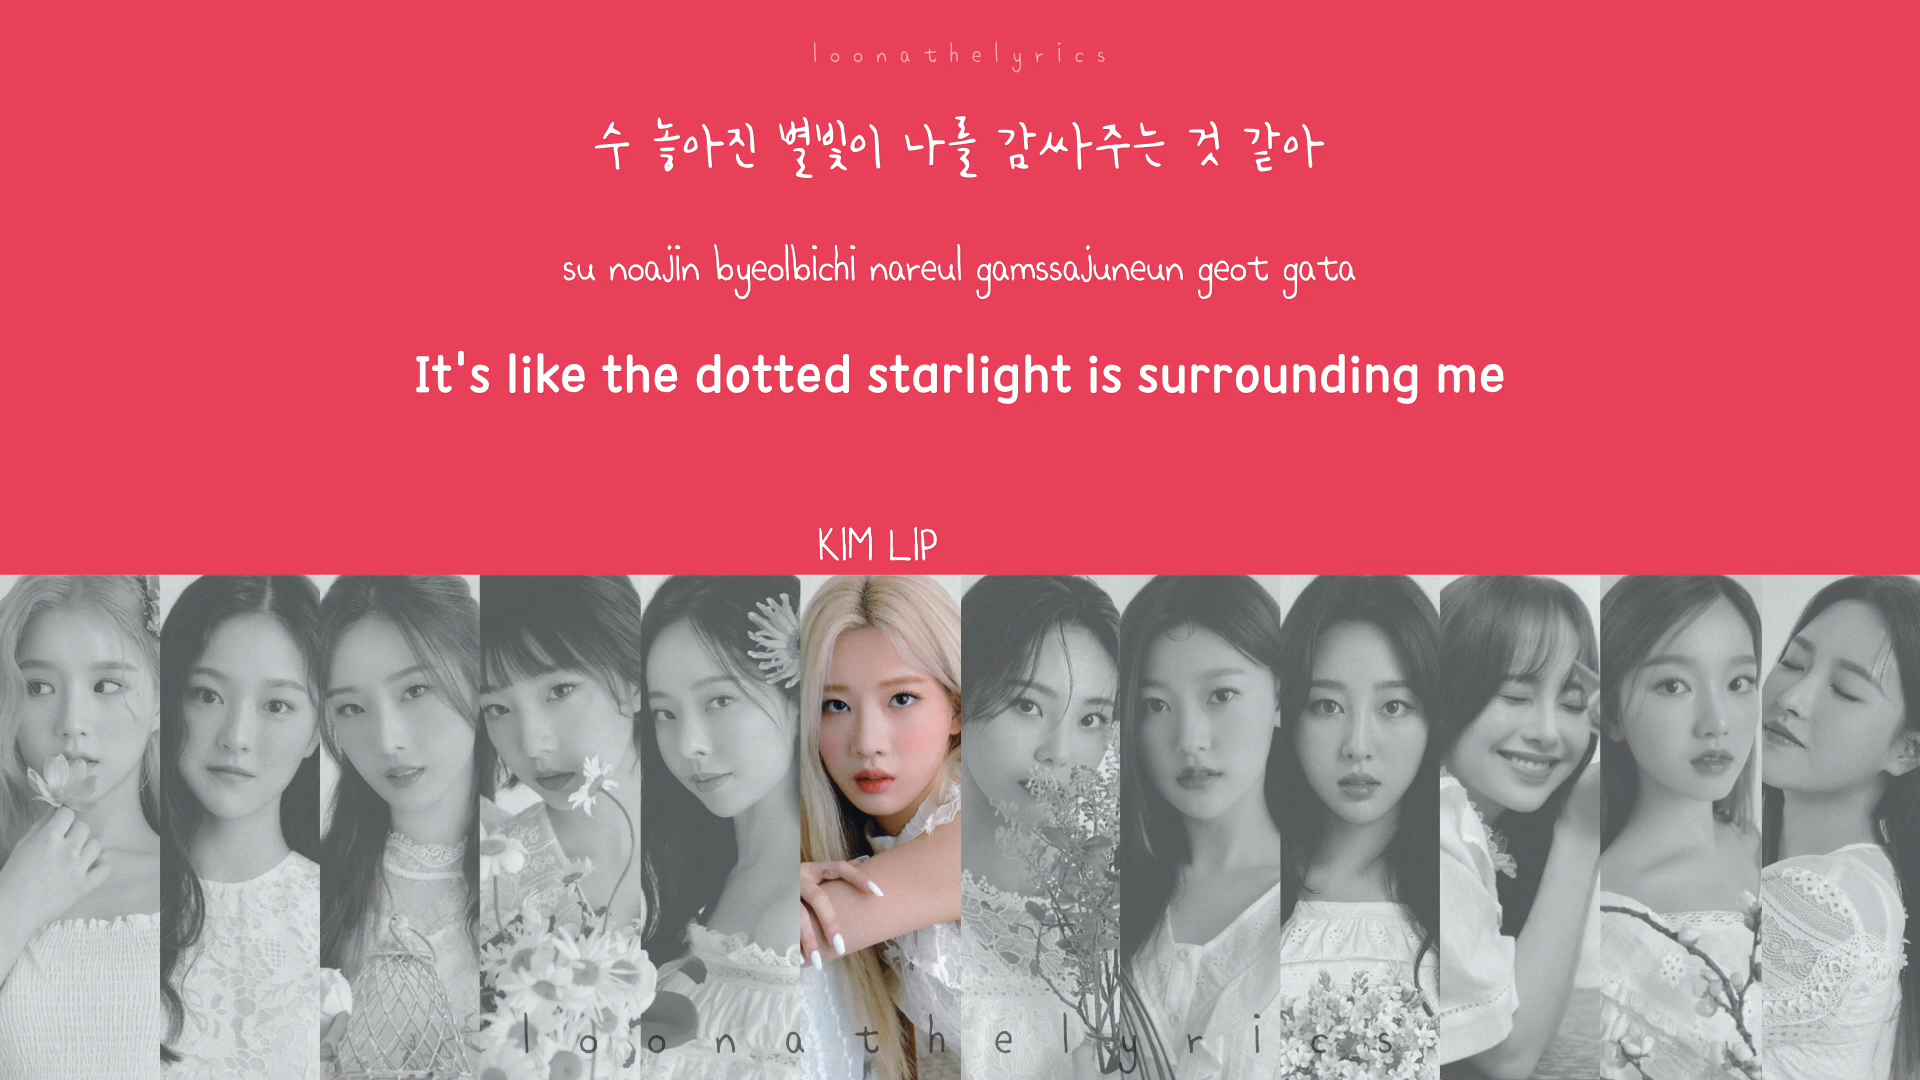 loonathelyrics
수 놓아진 별빛이 나를 감싸주는 것 같아
su noajin byeolbichi nareul gamssajuneun geot gata
It's like the dotted starlight is surrounding me
KIM LIP
loonathelyrics